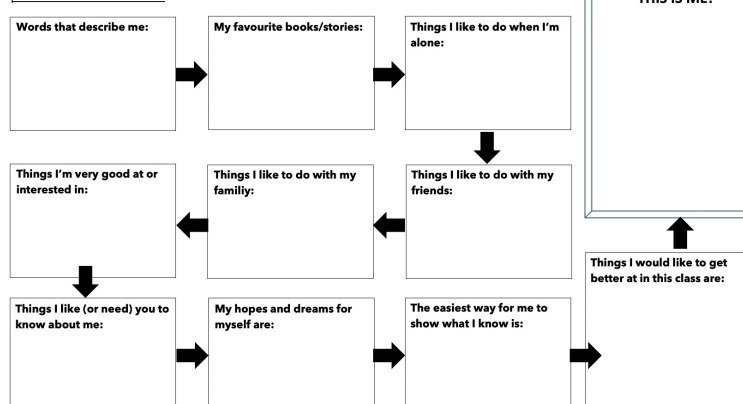 THIS IS ME!
Words that describe me:
My favourite books/stories:
Things I like to do when I'm
alone:
Things I like to do with my
friends:
Things I like to do with my
familiy:
Things I'm very good at or
interested in:
Things I like (or need) you to
know about me:
My hopes and dreams for
myself are:
The easiest way for me to
show what I know is:
Things I would like to get
better at in this class are: